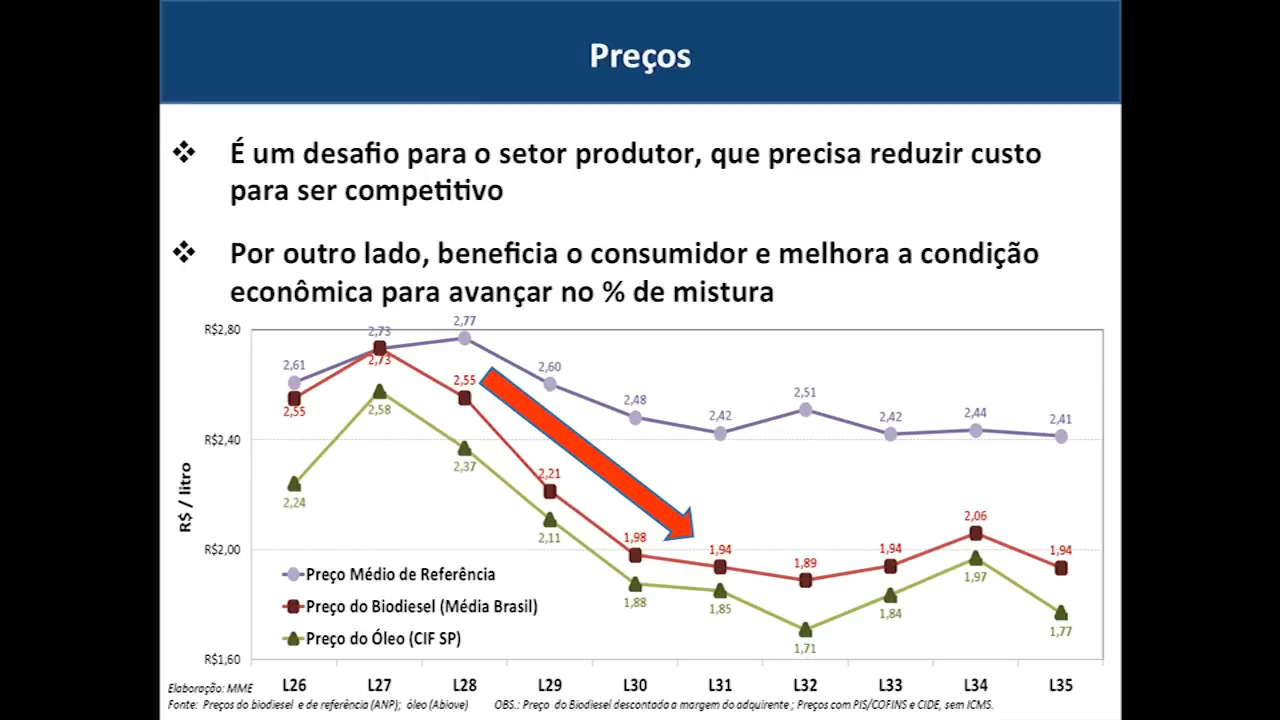 Preços
É um desafio para o setor produtor, que precisa reduzir custo
para ser competitivo
Por outro lado, beneficia o consumidor e melhora a condição
econômica para avançar no % de mistura
R$ / litro
R$2,80
R$2,40
R$2,00
R$1,60
2,61 2,73 2,77 2,60 2,48 2,42 2,51 2,42 2,44 2,41
2,55 2,73 2,55 2,21 1,98 1,94 1,89 1,94 2,06 1,94
2,24 2,58 2,37 2,11 1,88 1,85 1,71 1,84 1,97 1,77
Preço Médio de Referência
Preço do Biodiesel (Média Brasil)
Preço do Óleo (CIF SP)
L26 L27 L28 L29 L30 L31 L32 L33 L34 L35
Elaboração: MME
Fonte: Preços do biodiesel e de referência (ANP); óleo (Abiove) OBS.: Preço do Biodiesel descontada a margem do adquirente ; Preços com PIS/COFINS e CIDE, sem ICMS.